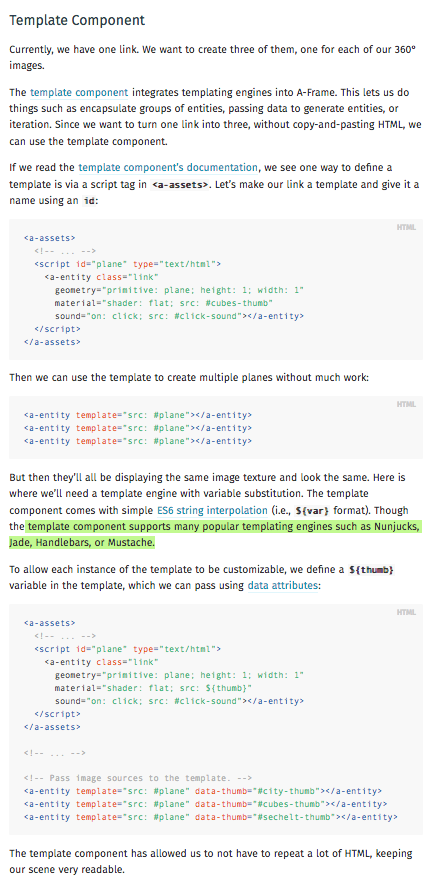 Template Component
Currently, we have one link. We want to create three of them, one for each of our 360°
images.
The template component integrates templating engines into A-Frame. This lets us do
things such as encapsulate groups of entities, passing data to generate entities, or
iteration. Since we want to turn one link into three, without copy-and-pasting HTML, we
can use the template component.
If we read the template component's documentation, we see one way to define a
template is via a script tag in <a-assets>. Let's make our link a template and give it a
name using an id:
HTML
<a-assets>
  <!-- ... -->
  <script id="plane" type="text/html">
    <a-entity class="link"
      geometry="primitive: plane; height: 1; width: 1"
      material="shader: flat; src: #cubes-thumb"
      sound="on: click; src: #click-sound"></a-entity>
  </script>
</a-assets>
Then we can use the template to create multiple planes without much work:
HTML
<a-entity template="src: #plane"></a-entity>
<a-entity template="src: #plane"></a-entity>
<a-entity template="src: #plane"></a-entity>
But then they'll all be displaying the same image texture and look the same. Here is
where we'll need a template engine with variable substitution. The template
component comes with simple ES6 string interpolation (i.e., ${var} format). Though
the template component supports many popular templating engines such as Nunjucks,
Jade, Handlebars, or Mustache.
To allow each instance of the template to be customizable, we define a ${thumb}
variable in the template, which we can pass using data attributes:
HTML
<a-assets>
  <!-- ... -->
  <script id="plane" type="text/html">
    <a-entity class="link"
      geometry="primitive: plane; height: 1; width: 1"
      material="shader: flat; src: ${thumb}"
      sound="on: click; src: #click-sound"></a-entity>
  </script>
</a-assets>
<!-- ... -->
<!-- Pass image sources to the template. -->
<a-entity template="src: #plane" data-thumb="#city-thumb"></a-entity>
<a-entity template="src: #plane" data-thumb="#cubes-thumb"></a-entity>
<a-entity template="src: #plane" data-thumb="#sechelt-thumb"></a-entity>
The template component has allowed us to not have to repeat a lot of HTML, keeping
our scene very readable.